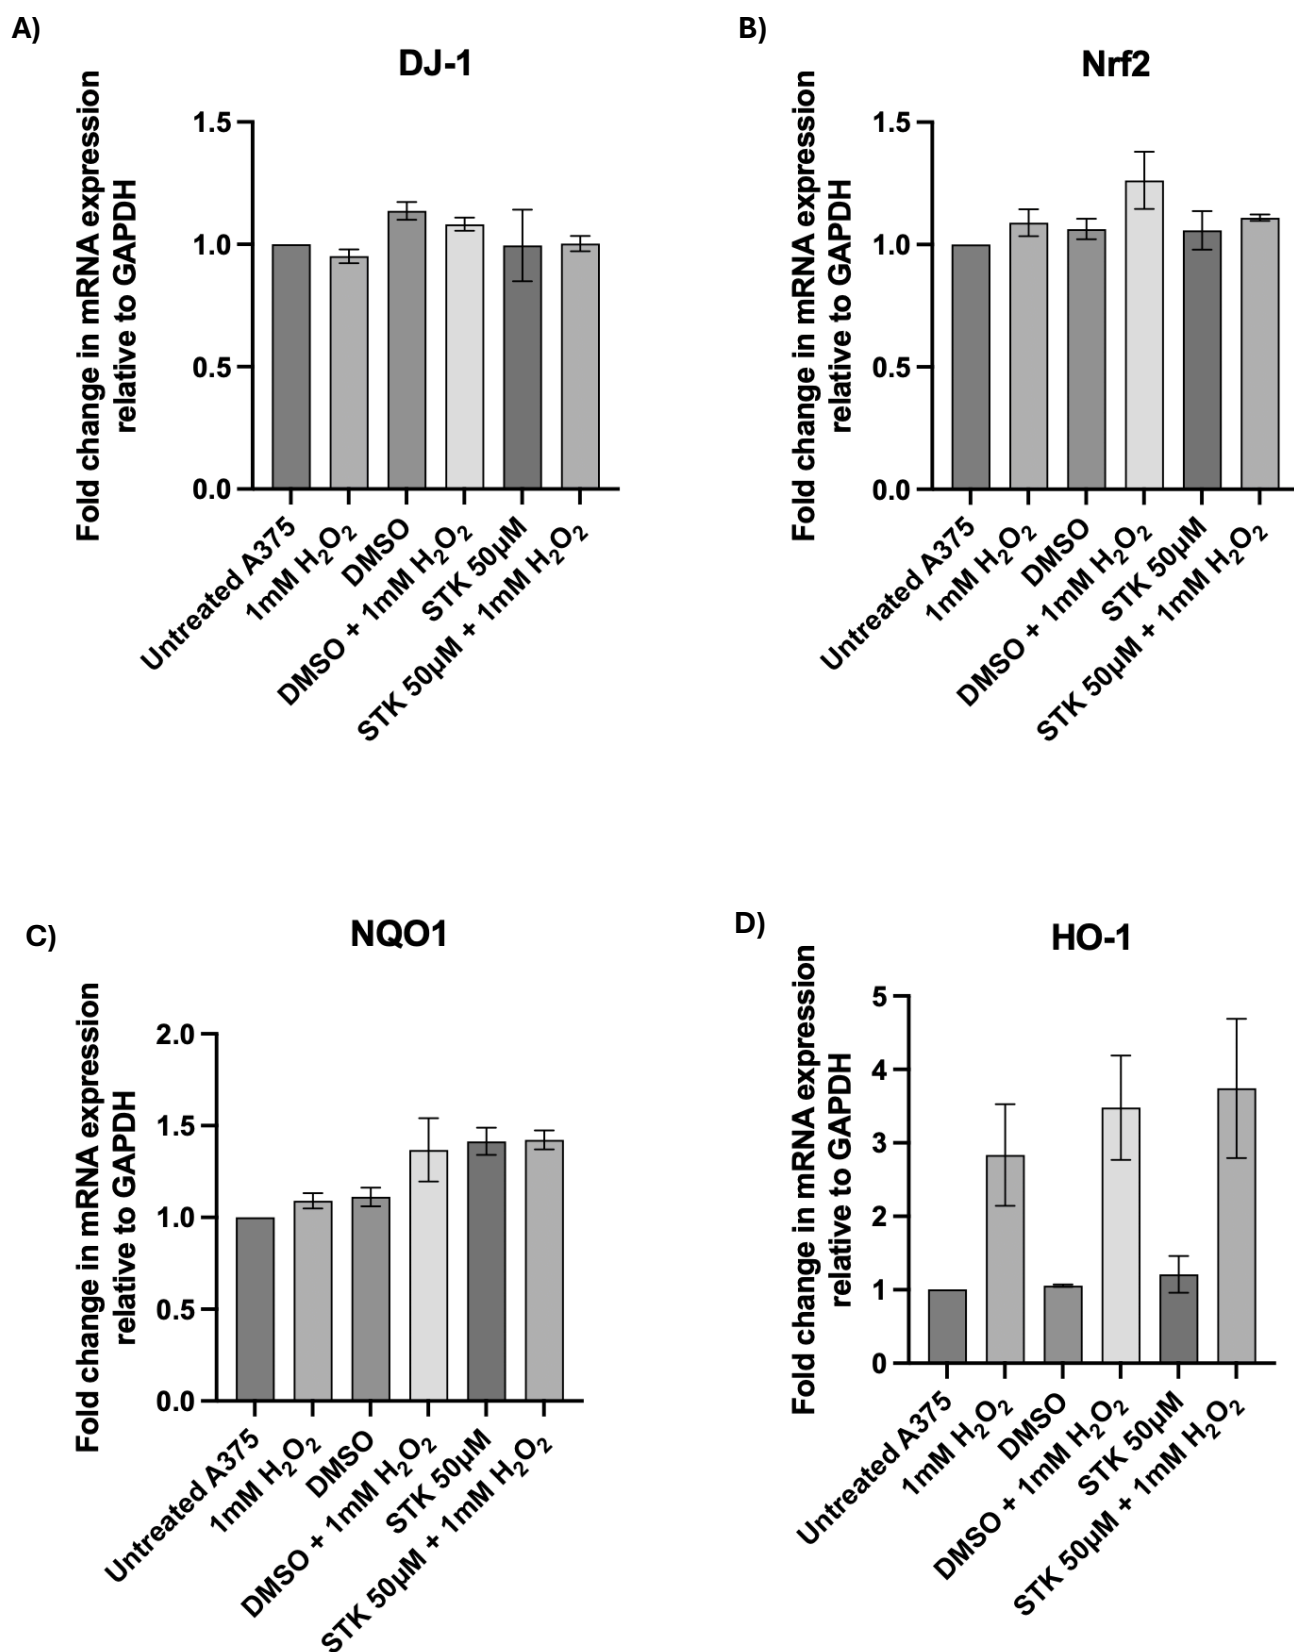 A)
DJ-1
Fold change in mRNA expression
relative to GAPDH
1.5
1.0
0.5
0.0
Untreated A375
1mM H₂O₂
DMSO
DMSO + 1mM H₂O₂
STK 50µM
STK 50µM + 1mM H₂O₂
B)
Nrf2
Fold change in mRNA expression
relative to GAPDH
1.5
1.0
0.5
0.0
Untreated A375
1mM H₂O₂
DMSO
DMSO + 1mM H₂O₂
STK 50µM
STK 50µM + 1mM H₂O₂
C)
NQO1
Fold change in mRNA expression
relative to GAPDH
2.0
1.5
1.0
0.5
0.0
Untreated A375
1mM H₂O₂
DMSO
DMSO + 1mM H₂O₂
STK 50µM
STK 50µM + 1mM H₂O₂
D)
HO-1
Fold change in mRNA expression
relative to GAPDH
5
4
3
2
1
0
Untreated A375
1mM H₂O₂
DMSO
DMSO + 1mM H₂O₂
STK 50µM
STK 50µM + 1mM H₂O₂